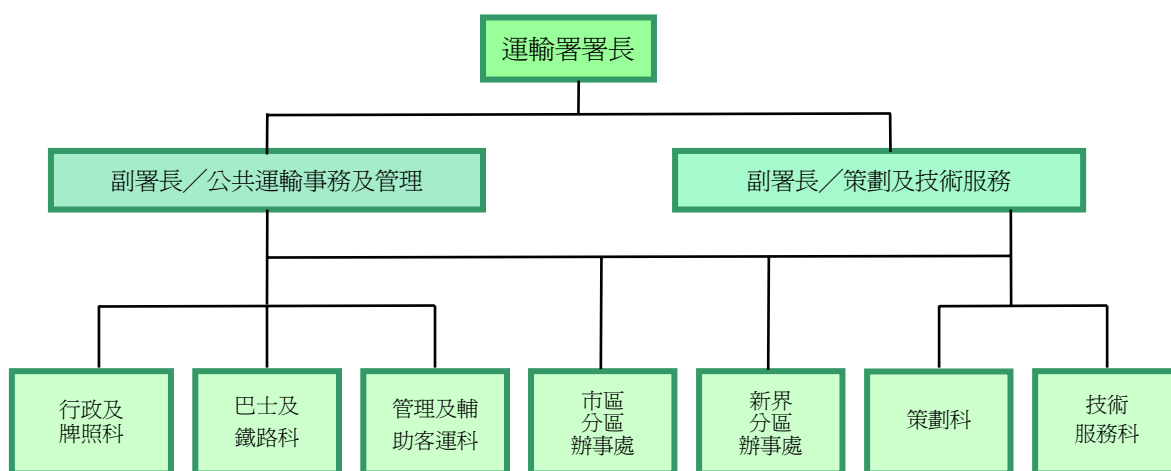 運輸署署長
副署長／公共運輸事務及管理
副署長／策劃及技術服務
行政及
牌照科
巴士及
鐵路科
管理及輔
助客運科
市區
分區
辦事處
新界
分區
辦事處
策劃科
技術
服務科